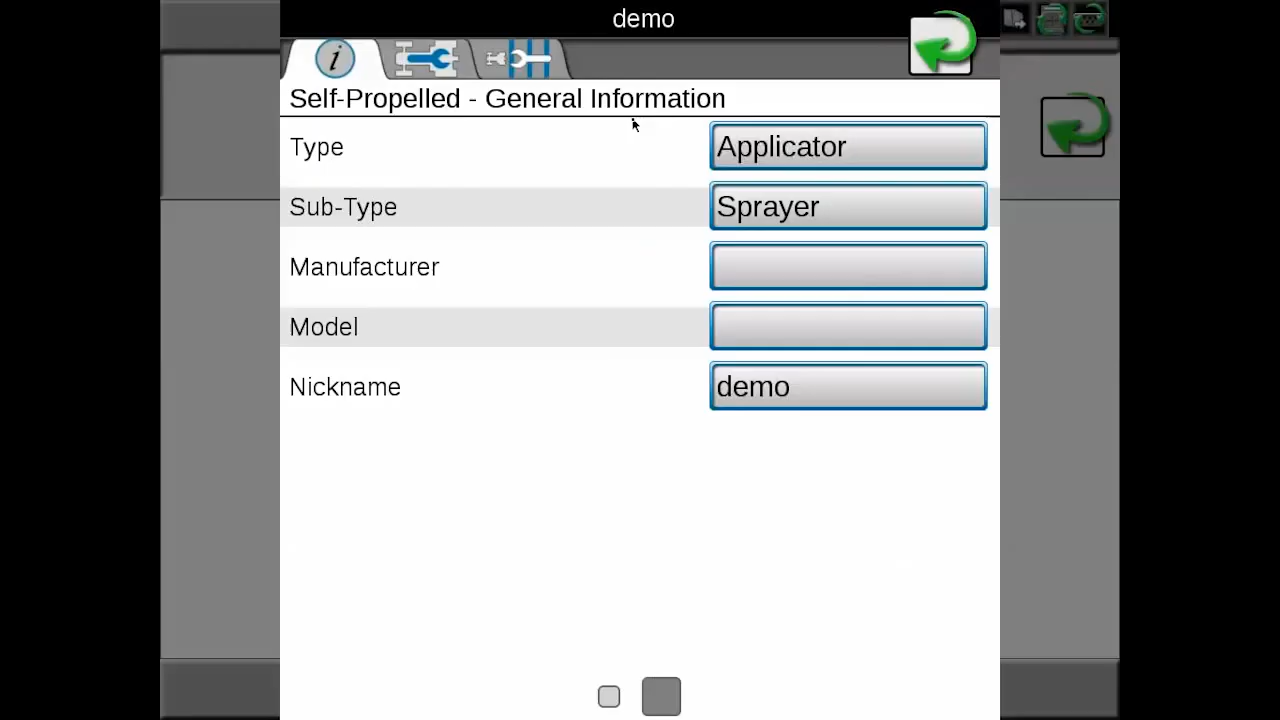 demo
i
Self-Propelled - General Information
Type
Applicator
Sub-Type
Sprayer
Manufacturer
Model
Nickname
demo